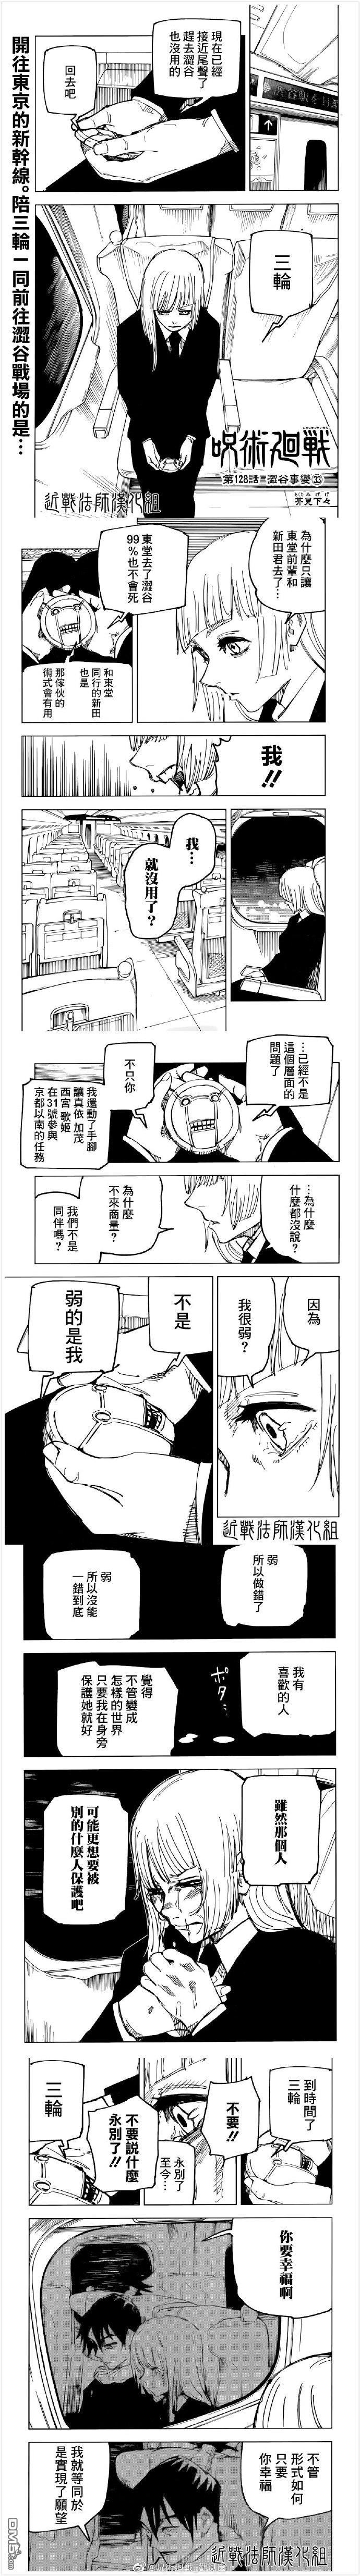 開往東京的新幹線。陪三輪一同前往澀谷戰場的是…
現在已經
接近尾聲了
趕去澀谷
也沒用的
回去吧
三輪
呪術廻戦
第128話 澀谷事變㉝
芥見下々
近戰法師漢化組
為什麼只讓
東堂前輩和
新田君去了…
東堂去了澀谷
99%也不會死
和東堂
同行的新田
也是
那傢伙的
術式會有用
我!!
我…
就沒用了?
…已經不是
這個層面的
問題了
不只你
我還動了手腳
讓真依 加茂
西宮 歌姬
在31號參與
京都以南的任務
…為什麼
什麼都沒說?
為什麼
不來商量?
我們不是
同伴嗎?
因為
我很弱?
不是
弱的是我
近戰法師漢化組
弱
所以做錯了
弱
所以沒能
一錯到底
我有
喜歡的人
ポタ…
覺得
不管變成
怎樣的世界
只要我在身旁
保護她就好
雖然那個人
可能更想要被
別的什麼人保護吧
到時間了
三輪
不要!!
永別了
至今…
不要說什麼
永別了!!
三輪
你要幸福啊
不管
形式如何
只要
你幸福
我就等同於
是實現了願望
近戰法師漢化組